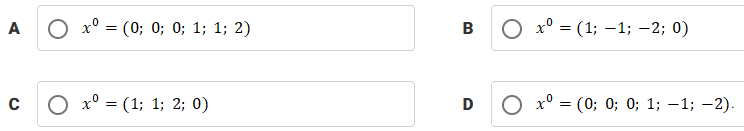 A x⁰ = (0; 0; 0; 1; 1; 2)
B x⁰ = (1; −1; −2; 0)
C x⁰ = (1; 1; 2; 0)
D x⁰ = (0; 0; 0; 1; −1; −2).